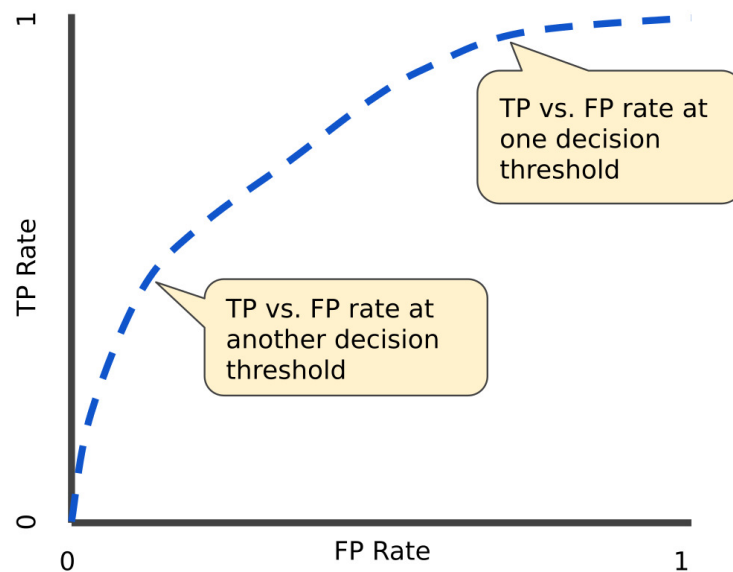 1
TP vs. FP rate at
one decision
threshold
TP Rate
TP vs. FP rate at
another decision
threshold
0
0
FP Rate
1